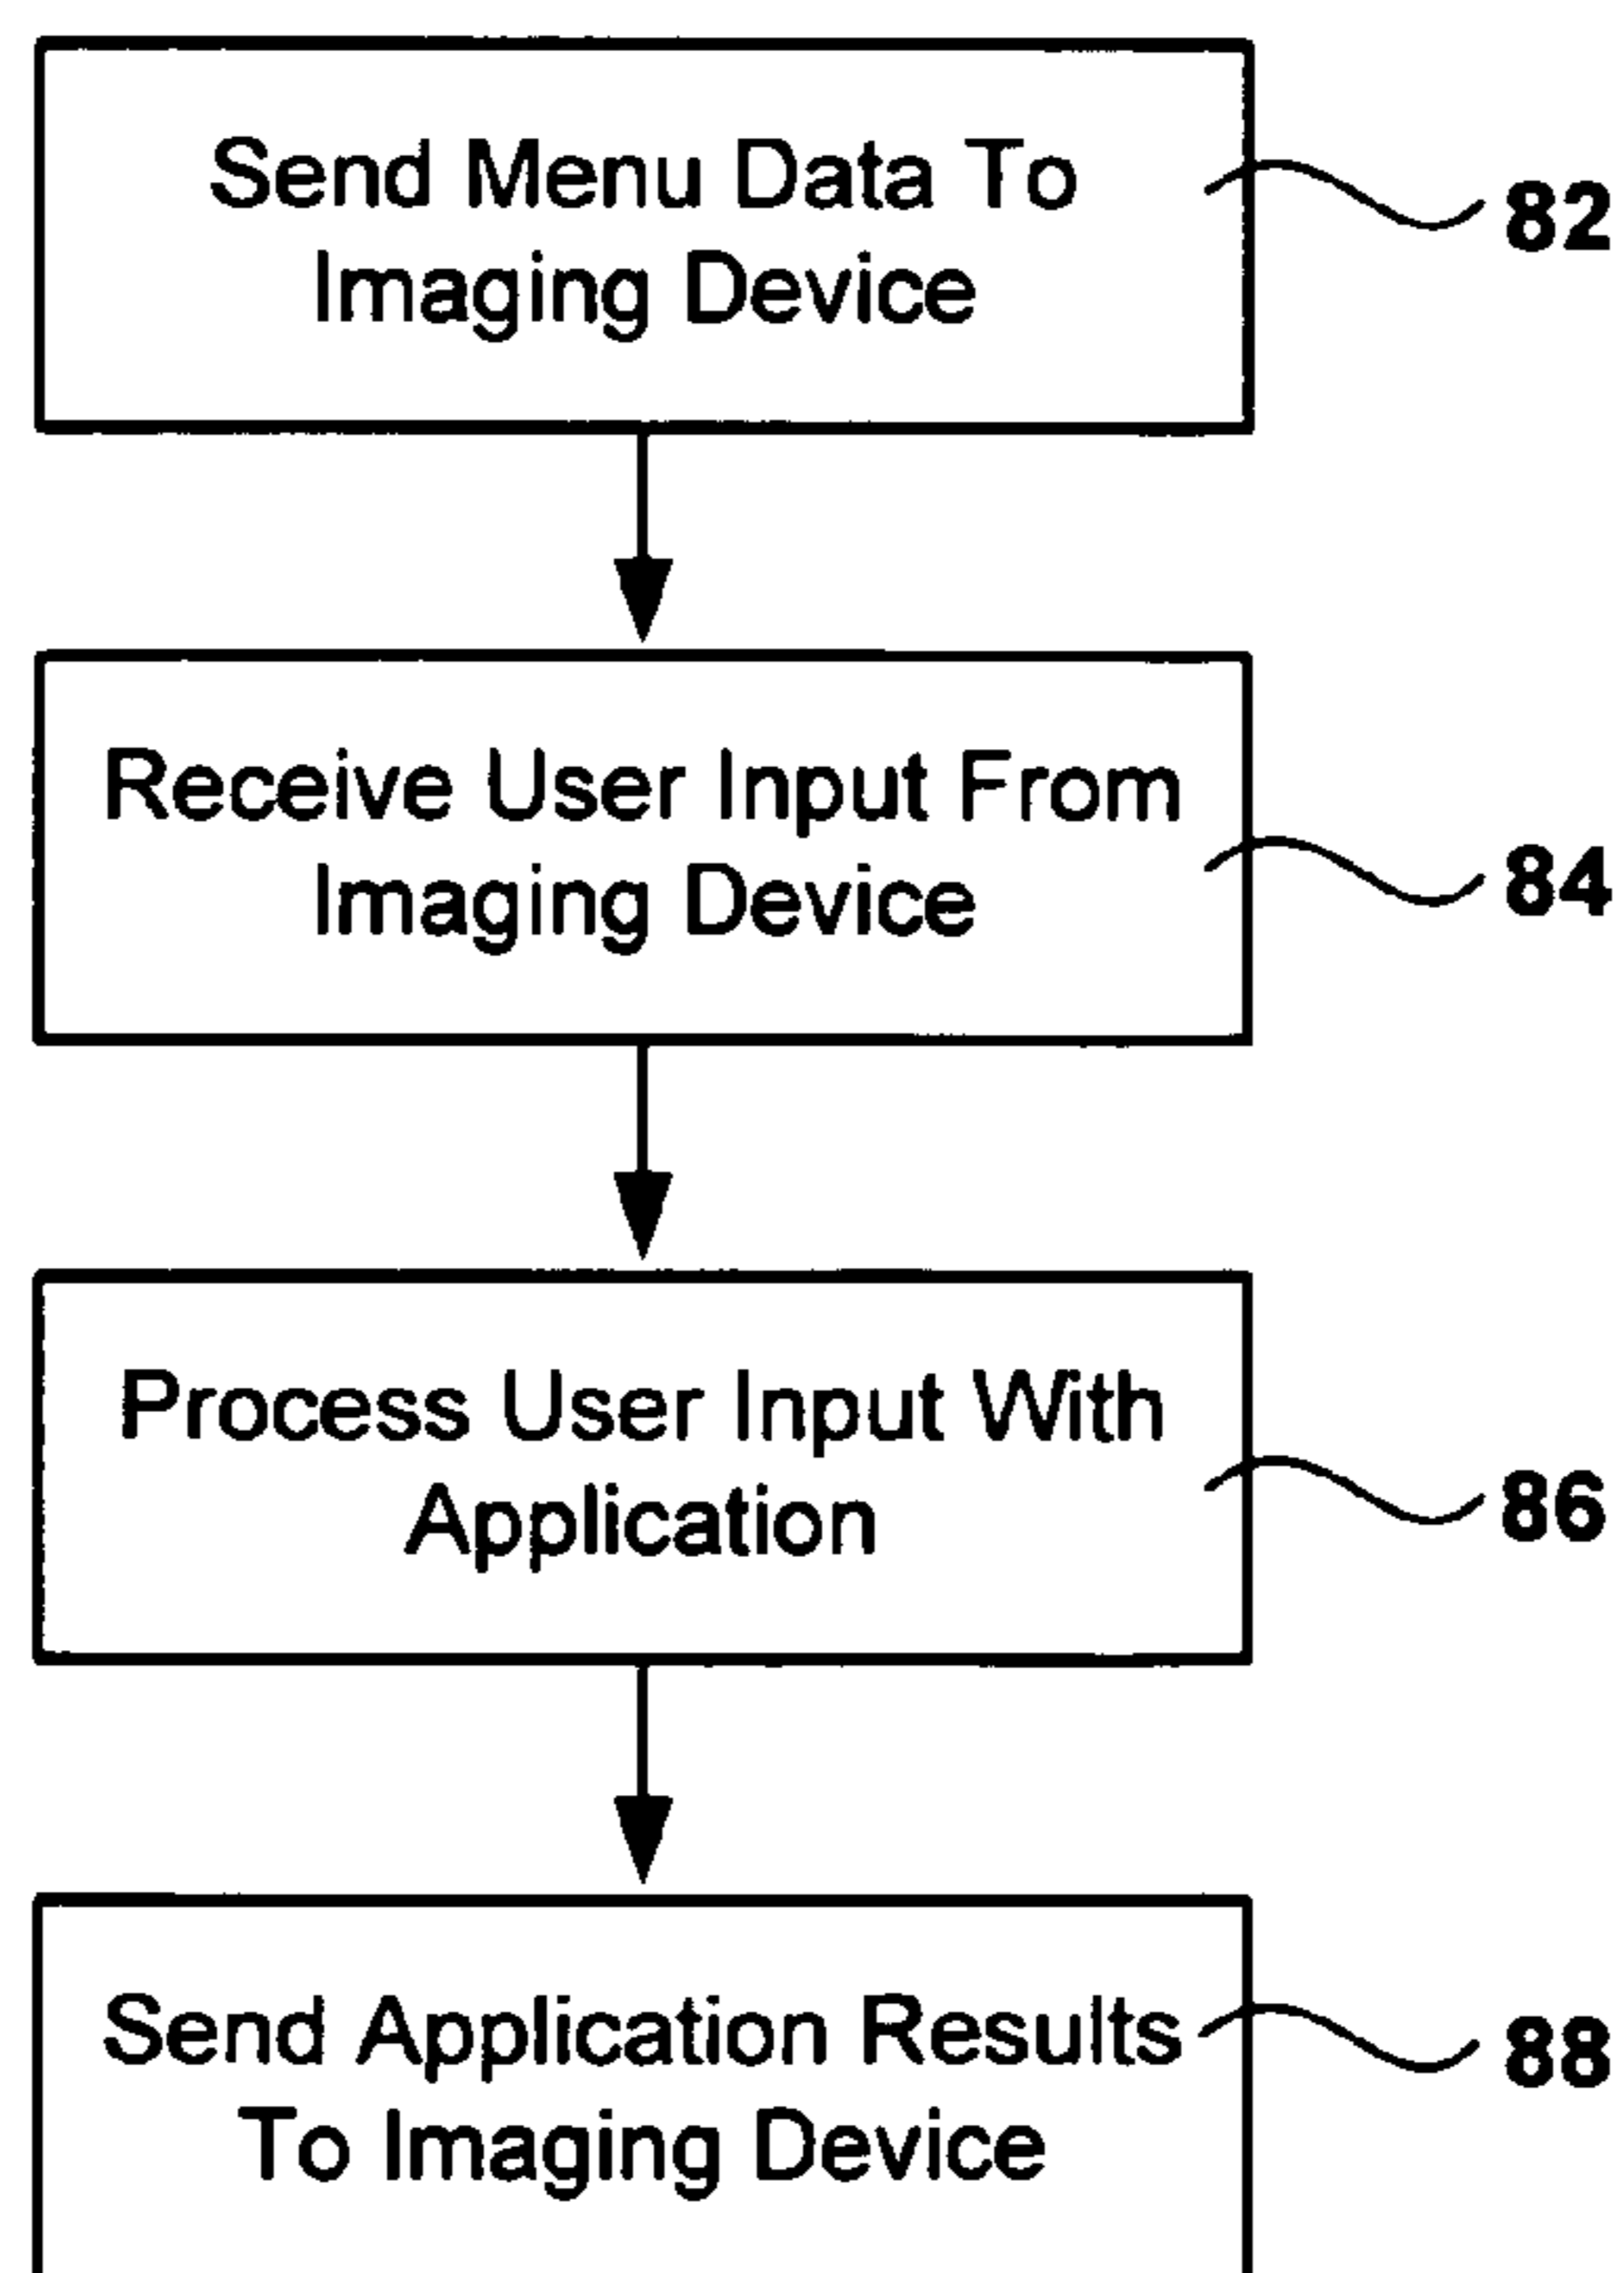 Send Menu Data To
Imaging Device
82
Receive User Input From
Imaging Device
84
Process User Input With
Application
86
Send Application Results
To Imaging Device
88